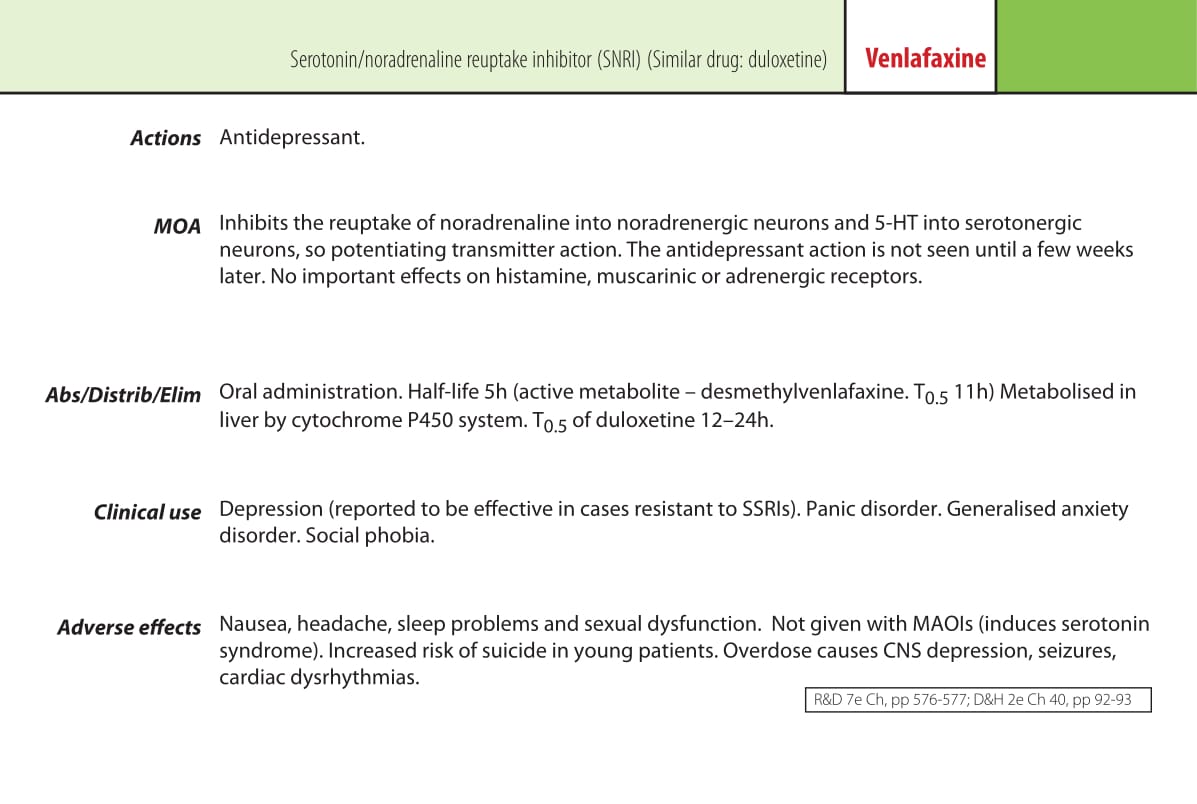 Serotonin/noradrenaline reuptake inhibitor (SNRI) (Similar drug: duloxetine) Venlafaxine
Actions Antidepressant.
MOA Inhibits the reuptake of noradrenaline into noradrenergic neurons and 5-HT into serotonergic
neurons, so potentiating transmitter action. The antidepressant action is not seen until a few weeks
later. No important effects on histamine, muscarinic or adrenergic receptors.
Abs/Distrib/Elim Oral administration. Half-life 5h (active metabolite – desmethylvenlafaxine. T0.5 11h) Metabolised in
liver by cytochrome P450 system. T0.5 of duloxetine 12–24h.
Clinical use Depression (reported to be effective in cases resistant to SSRIs). Panic disorder. Generalised anxiety
disorder. Social phobia.
Adverse effects Nausea, headache, sleep problems and sexual dysfunction. Not given with MAOIs (induces serotonin
syndrome). Increased risk of suicide in young patients. Overdose causes CNS depression, seizures,
cardiac dysrhythmias.
R&D 7e Ch, pp 576-577; D&H 2e Ch 40, pp 92-93